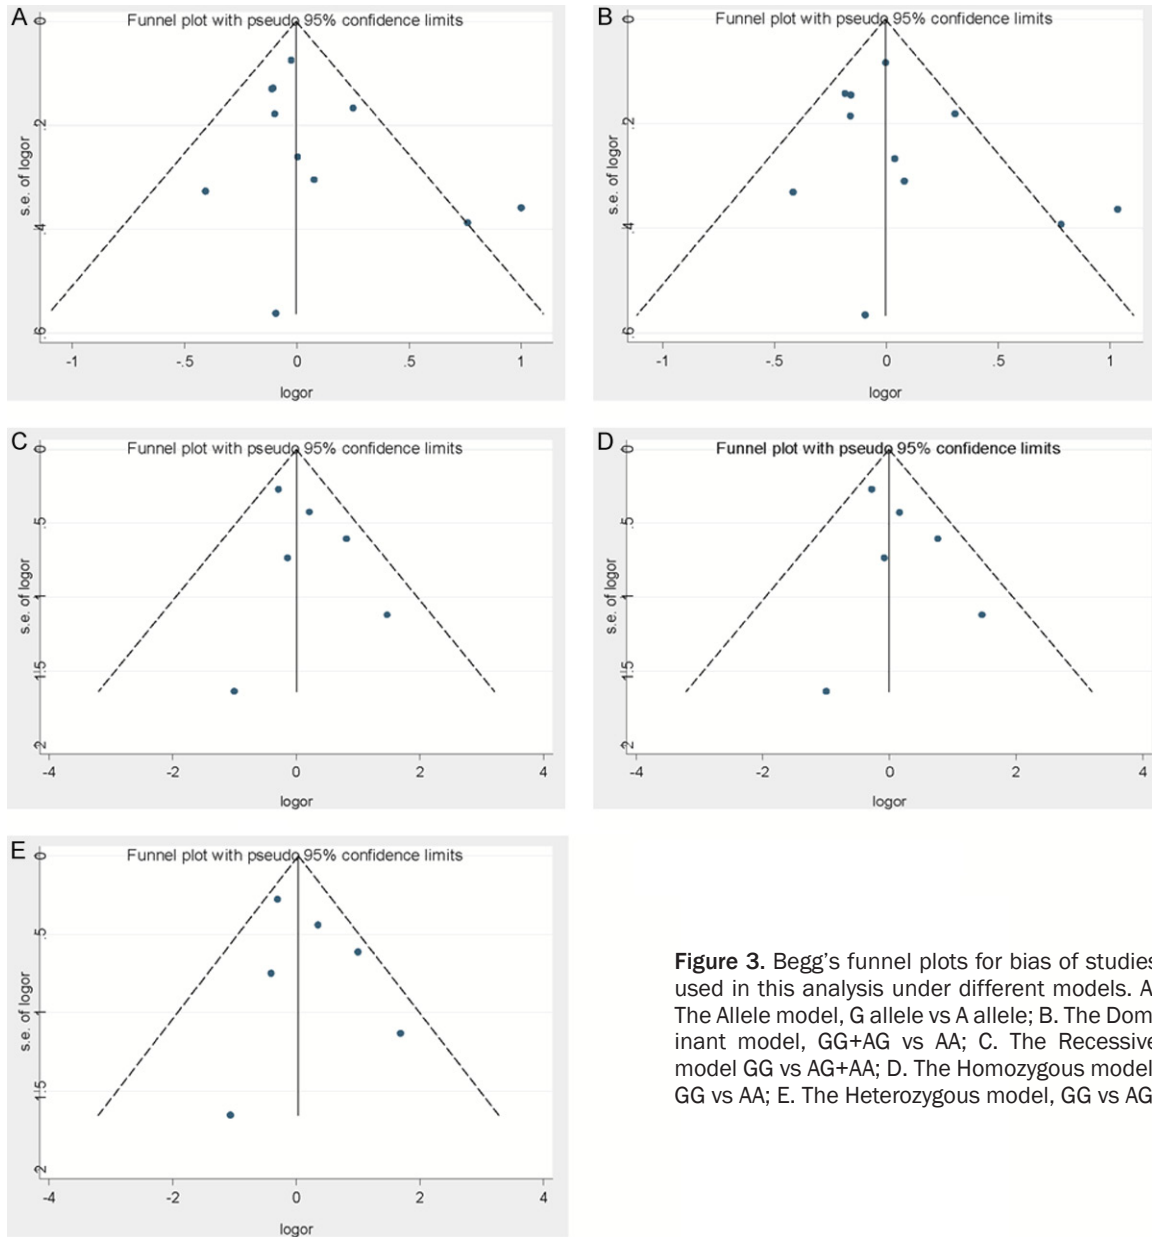 A
Funnel plot with pseudo 95% confidence limits
0
.2
.4
.6
s.e. of logor
-1
-.5
0
.5
1
logor
B
Funnel plot with pseudo 95% confidence limits
0
.2
.4
.6
s.e. of logor
-1
-.5
0
.5
1
logor
C
Funnel plot with pseudo 95% confidence limits
0
.5
1
1.5
2
s.e. of logor
-4
-2
0
2
4
logor
D
Funnel plot with pseudo 95% confidence limits
0
.5
1
1.5
2
s.e. of logor
-4
-2
0
2
4
logor
E
Funnel plot with pseudo 95% confidence limits
0
.5
1
1.5
2
s.e. of logor
-4
-2
0
2
4
logor
Figure 3. Begg's funnel plots for bias of studies
used in this analysis under different models. A.
The Allele model, G allele vs A allele; B. The Dom-
inant model, GG+AG vs AA; C. The Recessive
model GG vs AG+AA; D. The Homozygous model,
GG vs AA; E. The Heterozygous model, GG vs AG.